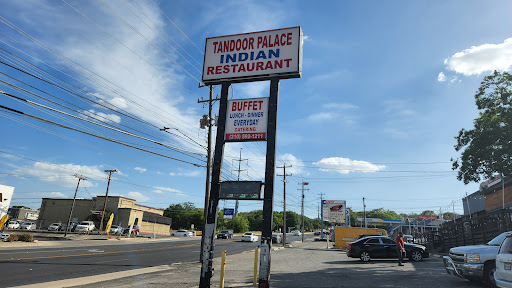 TANDOOR PALACE
INDIAN
RESTAURANT
BUFFET
LUNCH - DINNER
EVERYDAY
CATERING